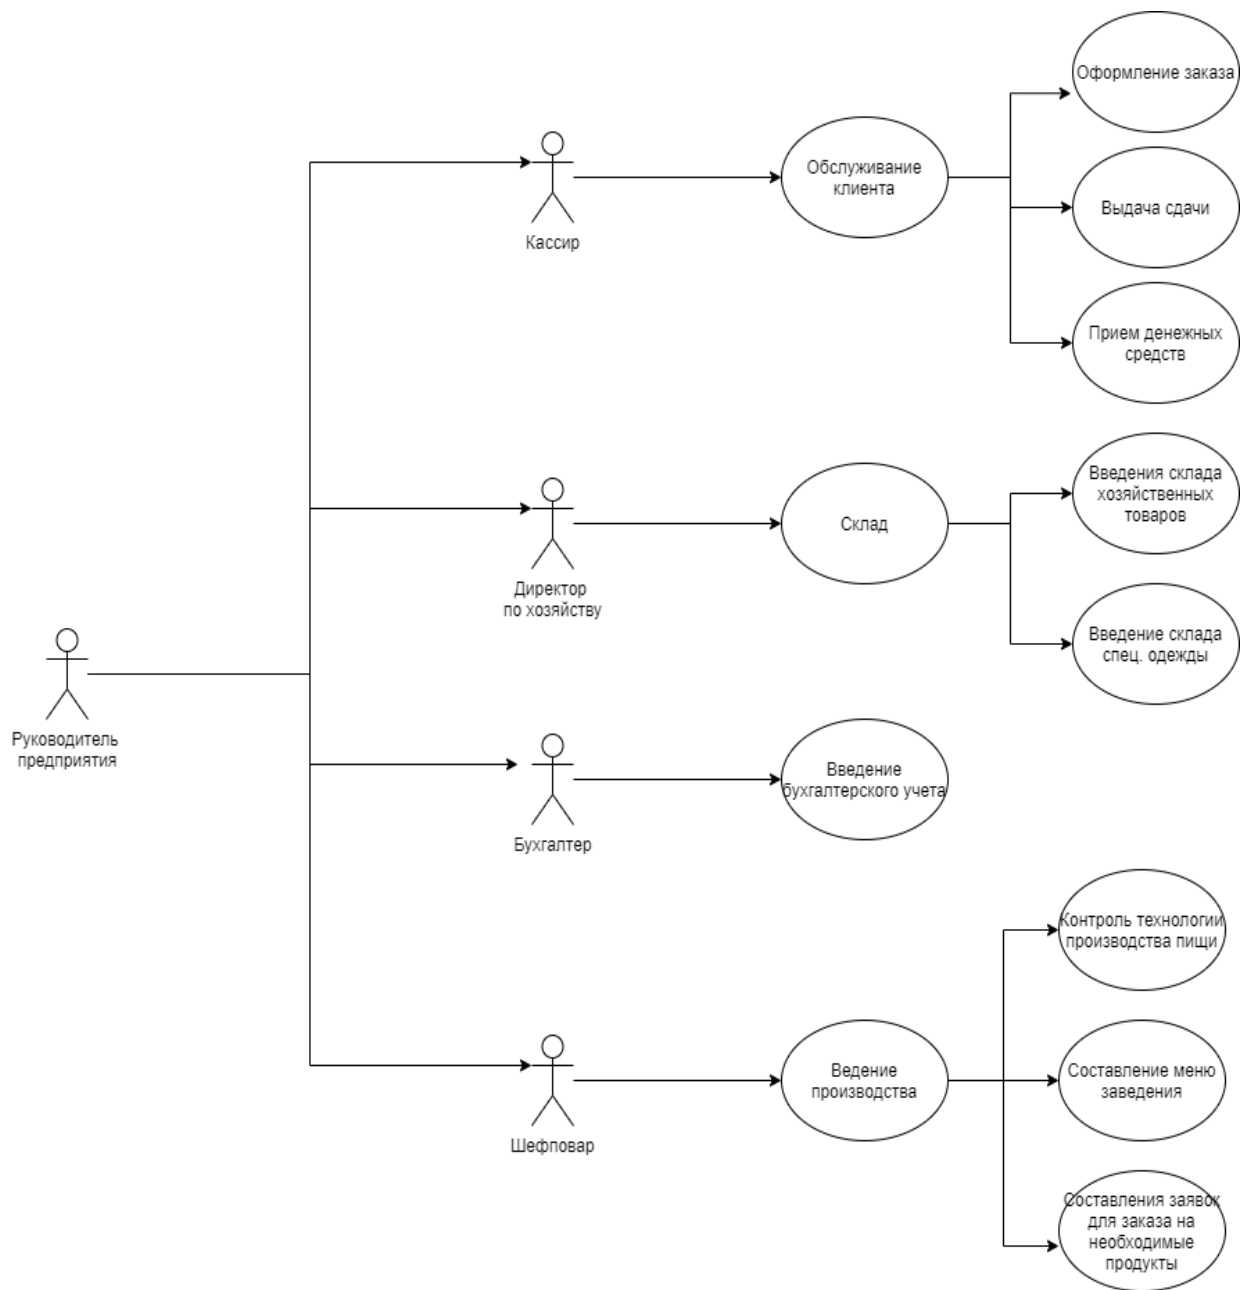 Оформление заказа
Обслуживание
клиента
Выдача сдачи
Кассир
Прием денежных
средств
Введения склада
хозяйственных
товаров
Склад
Директор
по хозяйству
Введение склада
спец. одежды
Руководитель
предприятия
Введение
бухгалтерского учета
Бухгалтер
Контроль технологии
производства пищи
Ведение
производства
Составление меню
заведения
Шефповар
Составления заявок
для заказа на
необходимые
продукты